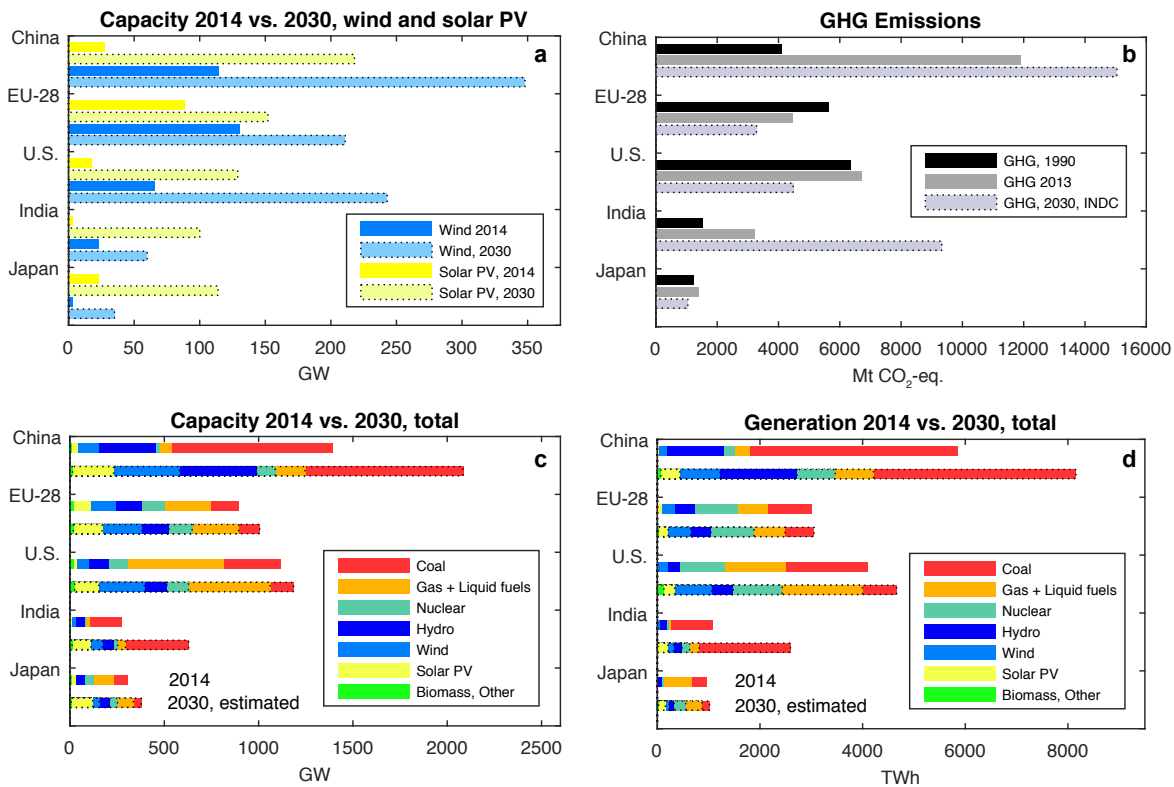 Capacity 2014 vs. 2030, wind and solar PV
a
China
EU-28
U.S.
India
Japan
Wind 2014
Wind, 2030
Solar PV, 2014
Solar PV, 2030
0 50 100 150 200 250 300 350
GW
GHG Emissions
b
China
EU-28
U.S.
India
Japan
GHG, 1990
GHG 2013
GHG, 2030, INDC
0 2000 4000 6000 8000 10000 12000 14000 16000
Mt CO₂-eq.
Capacity 2014 vs. 2030, total
c
China
EU-28
U.S.
India
Japan
Coal
Gas + Liquid fuels
Nuclear
Hydro
Wind
Solar PV
Biomass, Other
2014
2030, estimated
0 500 1000 1500 2000 2500
GW
Generation 2014 vs. 2030, total
d
China
EU-28
U.S.
India
Japan
Coal
Gas + Liquid fuels
Nuclear
Hydro
Wind
Solar PV
Biomass, Other
2014
2030, estimated
0 2000 4000 6000 8000
TWh